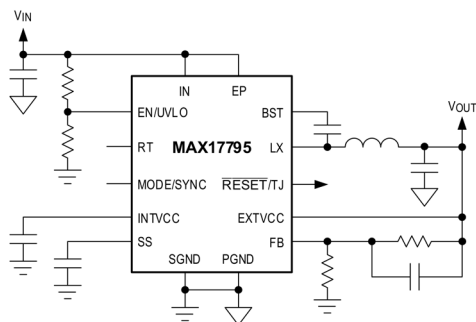 VIN
IN
EP
EN/UVLO
BST
VOUT
RT
MAX17795
LX
MODE/SYNC
RESET/TJ
INTVCC
EXTVCC
SS
FB
SGND
PGND